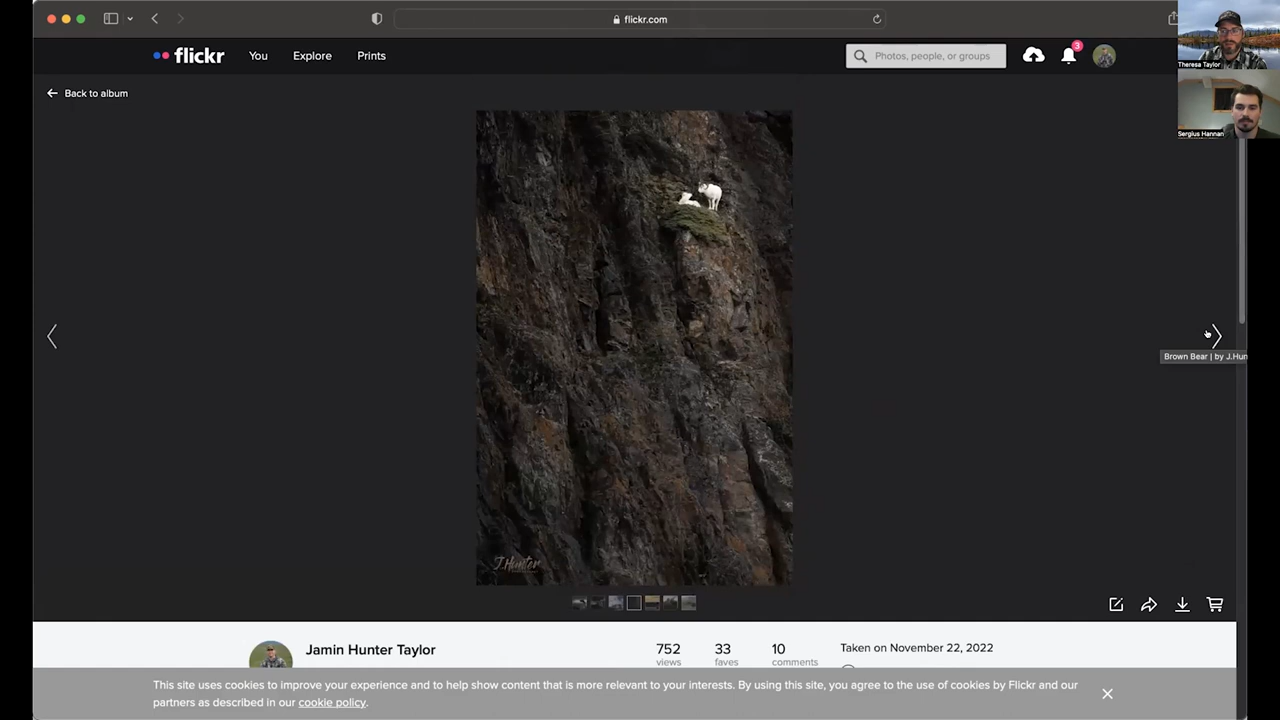 flickr.com
flickr
You
Explore
Prints
Photos, people, or groups
3
Theresa Taylor
Sergius Hannan
Back to album
Brown Bear | by J.Hun
J.Hunter
Jamin Hunter Taylor
752
views
33
faves
10
comments
Taken on November 22, 2022
This site uses cookies to improve your experience and to help show content that is more relevant to your interests. By using this site, you agree to the use of cookies by Flickr and our
partners as described in our cookie policy.